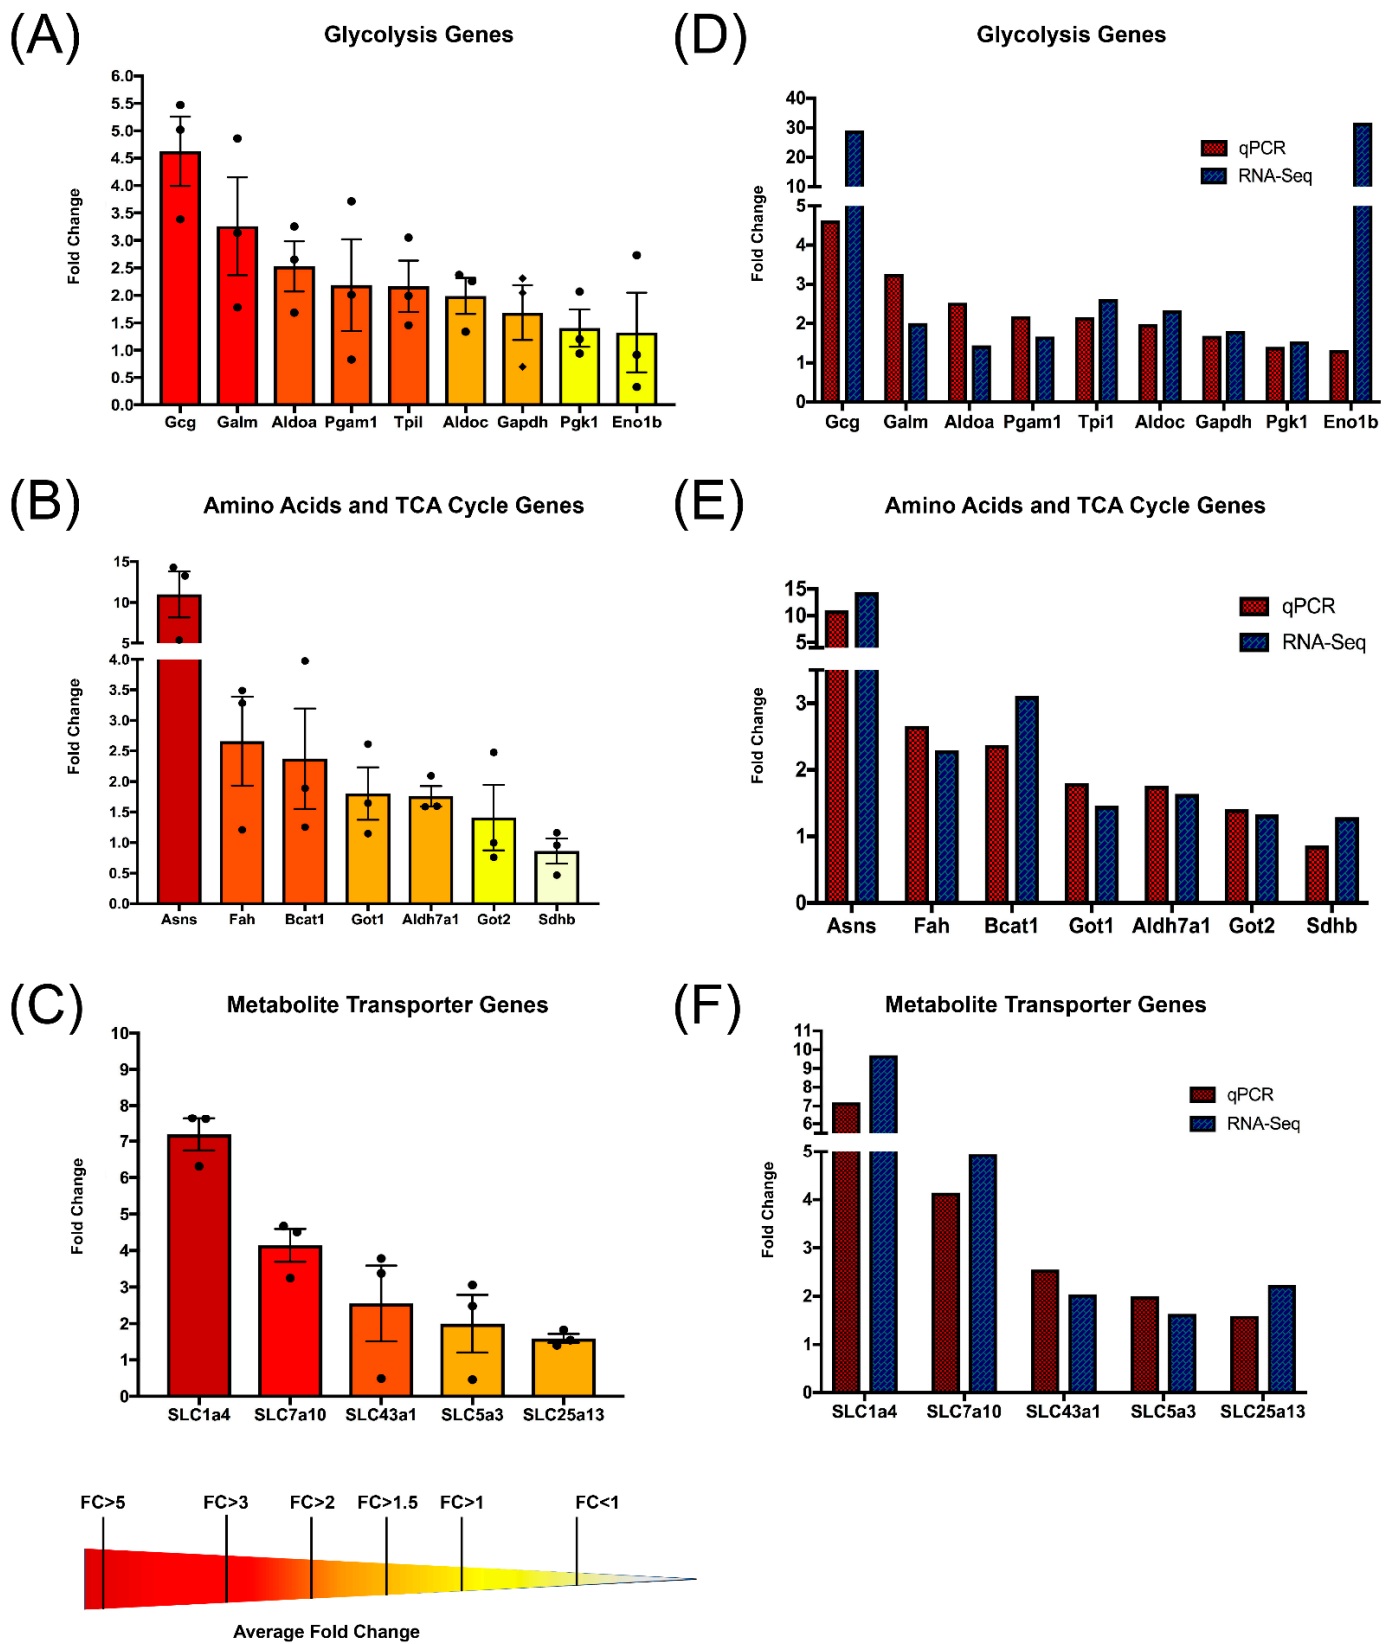 (A)
Glycolysis Genes
Fold Change
6.0
5.5
5.0
4.5
4.0
3.5
3.0
2.5
2.0
1.5
1.0
0.5
0.0
Gcg Galm Aldoa Pgam1 Tpil Aldoc Gapdh Pgk1 Eno1b
(D)
Glycolysis Genes
Fold Change
40
30
20
10
5
4
3
2
1
0
qPCR
RNA-Seq
Gcg Galm Aldoa Pgam1 Tpi1 Aldoc Gapdh Pgk1 Eno1b
(B)
Amino Acids and TCA Cycle Genes
Fold Change
15
10
5
4.0
3.5
3.0
2.5
2.0
1.5
1.0
0.5
0.0
Asns Fah Bcat1 Got1 Aldh7a1 Got2 Sdhb
(E)
Amino Acids and TCA Cycle Genes
Fold Change
15
10
5
3
2
1
0
qPCR
RNA-Seq
Asns Fah Bcat1 Got1 Aldh7a1 Got2 Sdhb
(C)
Metabolite Transporter Genes
Fold Change
10
9
8
7
6
5
4
3
2
1
0
SLC1a4 SLC7a10 SLC43a1 SLC5a3 SLC25a13
(F)
Metabolite Transporter Genes
Fold Change
11
10
9
8
7
6
5
4
3
2
1
0
qPCR
RNA-Seq
SLC1a4 SLC7a10 SLC43a1 SLC5a3 SLC25a13
FC>5 FC>3 FC>2 FC>1.5 FC>1 FC<1
Average Fold Change